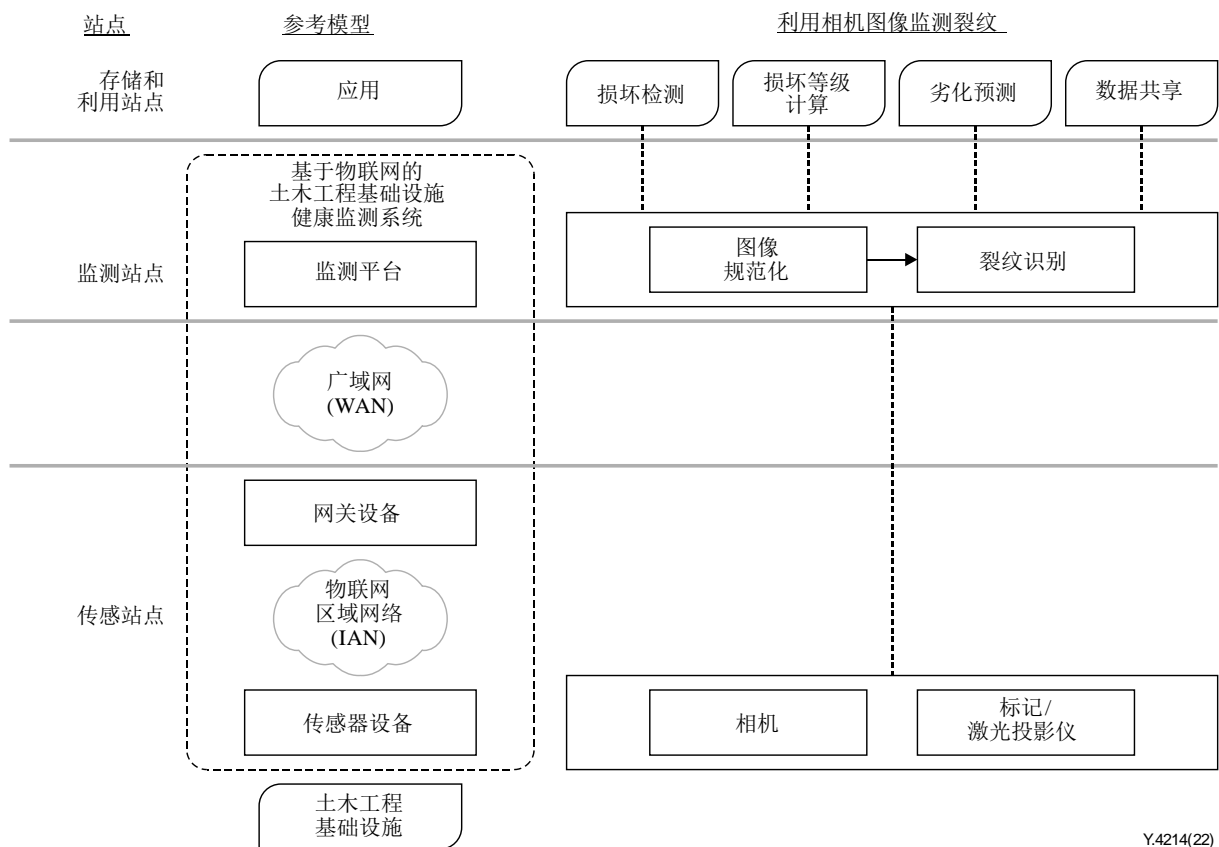 站点
参考模型
利用相机图像监测裂纹
存储和
利用站点
应用
损坏检测
损坏等级
计算
劣化预测
数据共享
基于物联网的
土木工程基础设施
健康监测系统
监测站点
监测平台
图像
规范化
裂纹识别
广域网
(WAN)
网关设备
传感站点
物联网
区域网络
(IAN)
传感器设备
相机
标记/
激光投影仪
土木工程
基础设施
Y.4214(22)